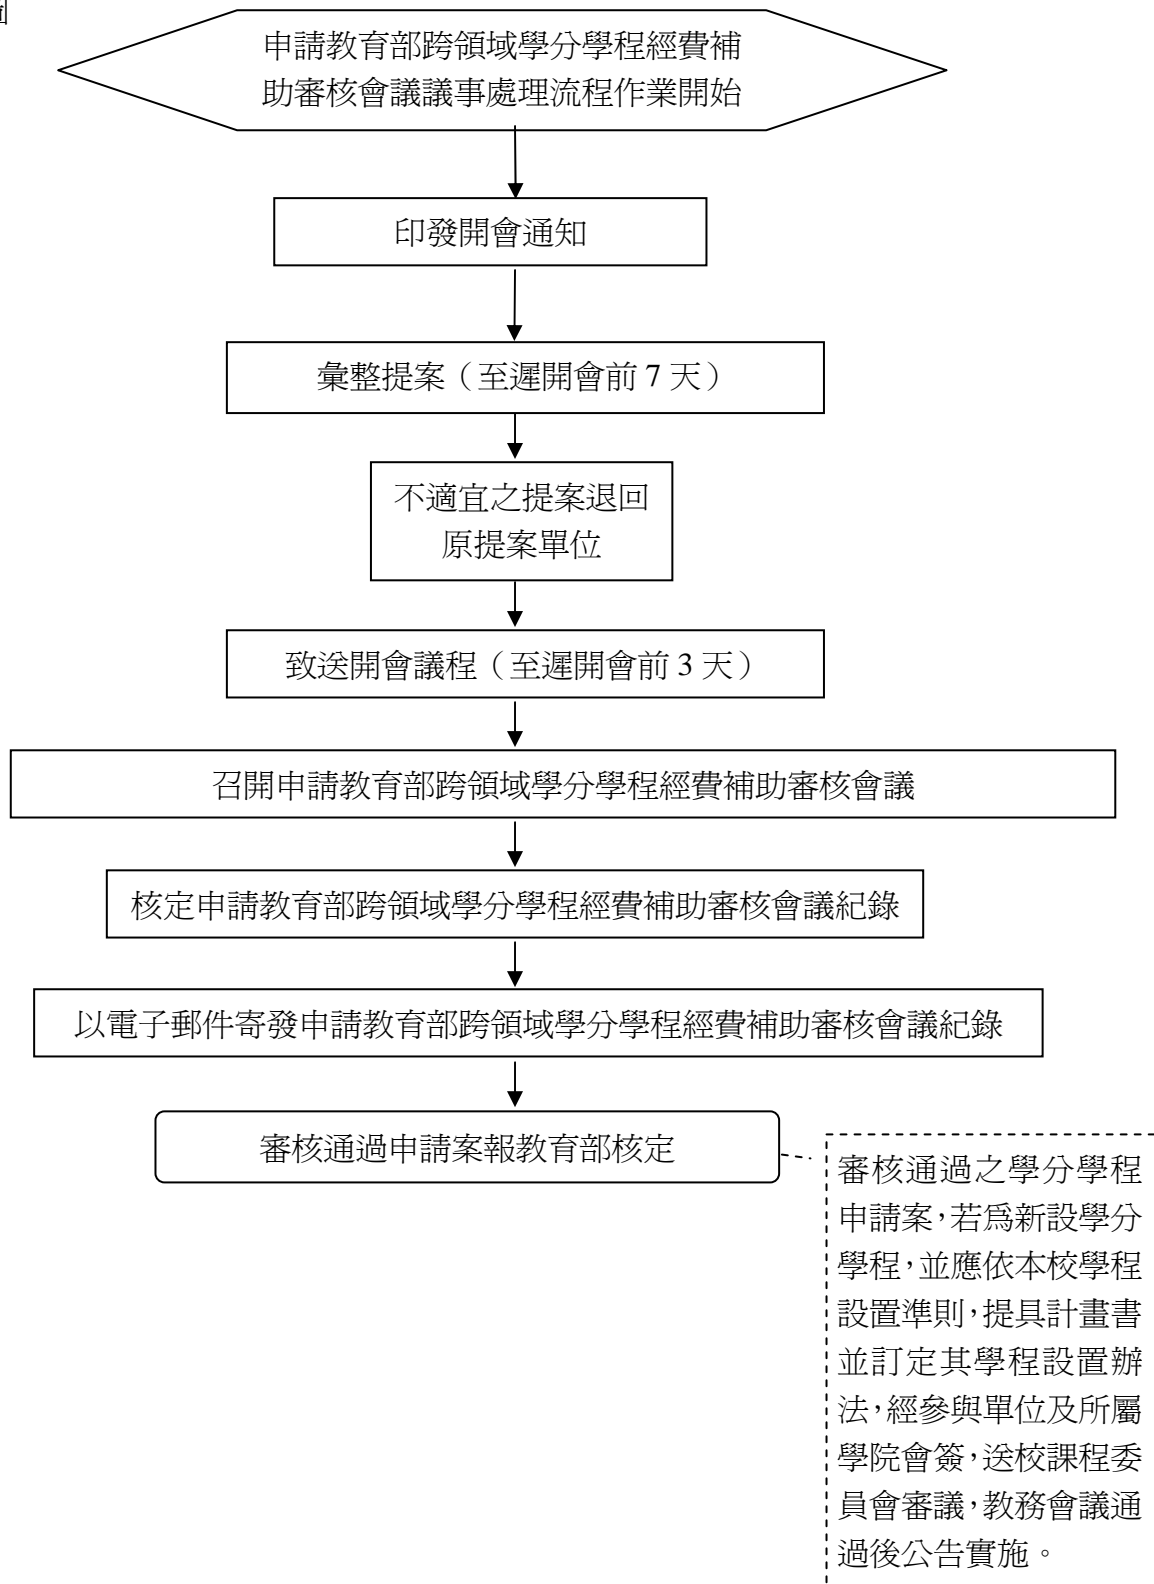 申請教育部跨領域學分學程經費補
助審核會議議事處理流程作業開始
印發開會通知
彙整提案（至遲開會前 7 天）
不適宜之提案退回
原提案單位
致送開會議程（至遲開會前 3 天）
召開申請教育部跨領域學分學程經費補助審核會議
核定申請教育部跨領域學分學程經費補助審核會議紀錄
以電子郵件寄發申請教育部跨領域學分學程經費補助審核會議紀錄
審核通過申請案報教育部核定
審核通過之學分學程
申請案，若為新設學分
學程，並應依本校學程
設置準則，提具計畫書
並訂定其學程設置辦
法，經參與單位及所屬
學院會簽，送校課程委
員會審議，教務會議通
過後公告實施。